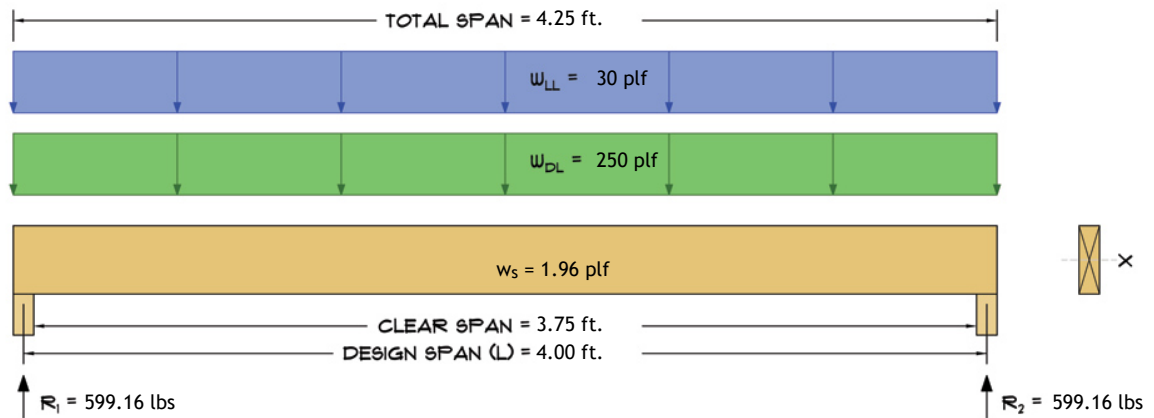 TOTAL SPAN = 4.25 ft.
WLL = 30 plf
WDL = 250 plf
ws = 1.96 plf
X
CLEAR SPAN = 3.75 ft.
DESIGN SPAN (L) = 4.00 ft.
R1 = 599.16 lbs
R2 = 599.16 lbs